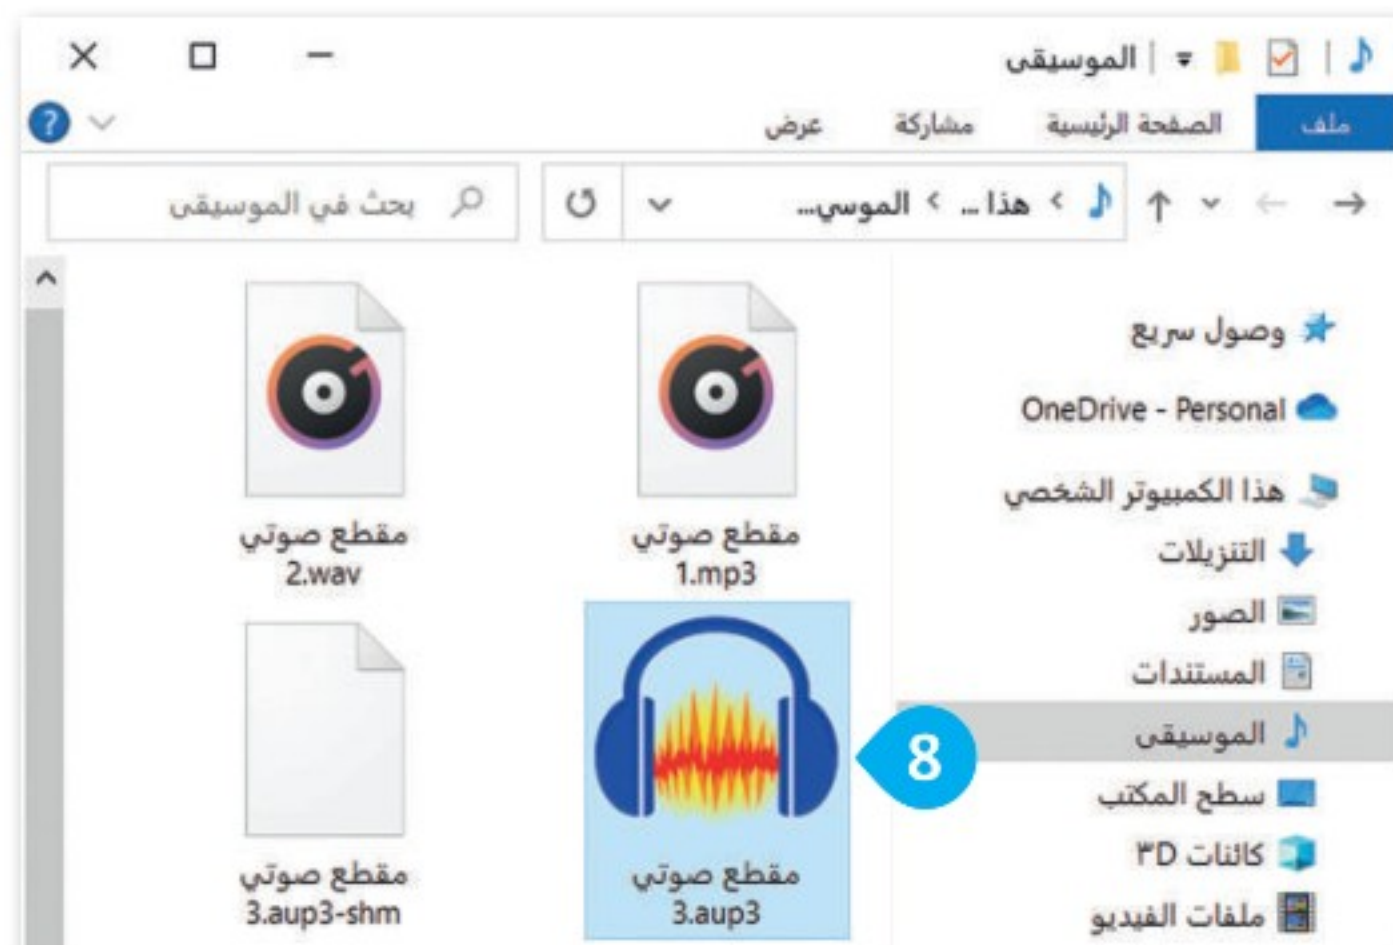 الموسيقى
ملف
الصفحة الرئيسية
مشاركة
عرض
?
هذا ... > الموسي...
بحث في الموسيقى
وصول سريع
OneDrive - Personal
هذا الكمبيوتر الشخصي
التنزيلات
الصور
المستندات
الموسيقى
سطح المكتب
كائنات ٣D
ملفات الفيديو
مقطع صوتي
1.mp3
مقطع صوتي
2.wav
8
مقطع صوتي
3.aup3
مقطع صوتي
3.aup3-shm